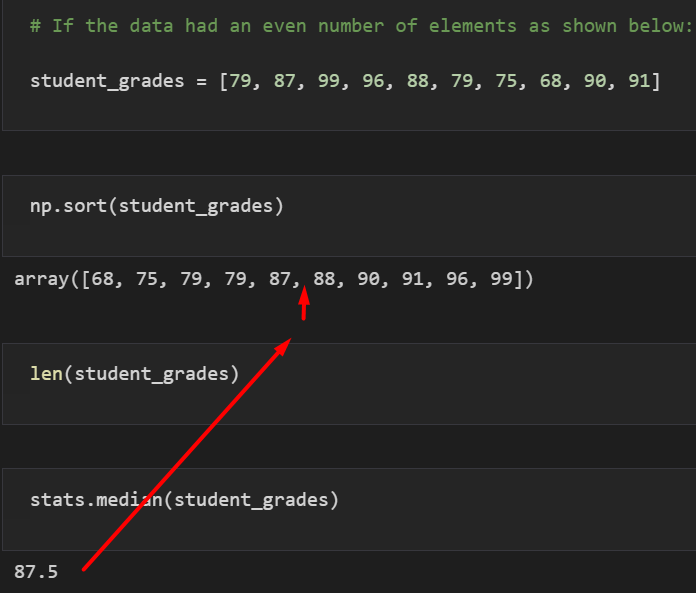 # If the data had an even number of elements as shown below:
student_grades = [79, 87, 99, 96, 88, 79, 75, 68, 90, 91]
np.sort(student_grades)
array([68, 75, 79, 79, 87, 88, 90, 91, 96, 99])
len(student_grades)
stats.median(student_grades)
87.5